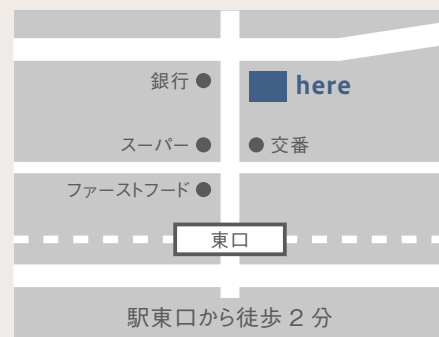 銀行
here
スーパー
交番
ファーストフード
東口
駅東口から徒歩 2 分